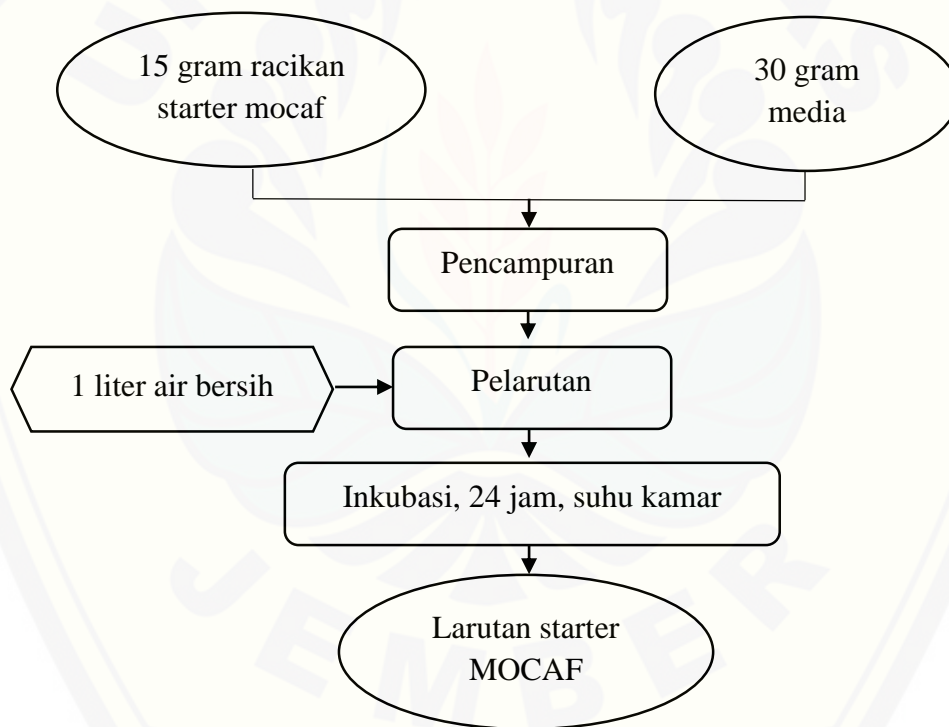 15 gram racikan
starter mocaf
30 gram
media
Pencampuran
1 liter air bersih
Pelarutan
Inkubasi, 24 jam, suhu kamar
Larutan starter
MOCAF
JEMBER